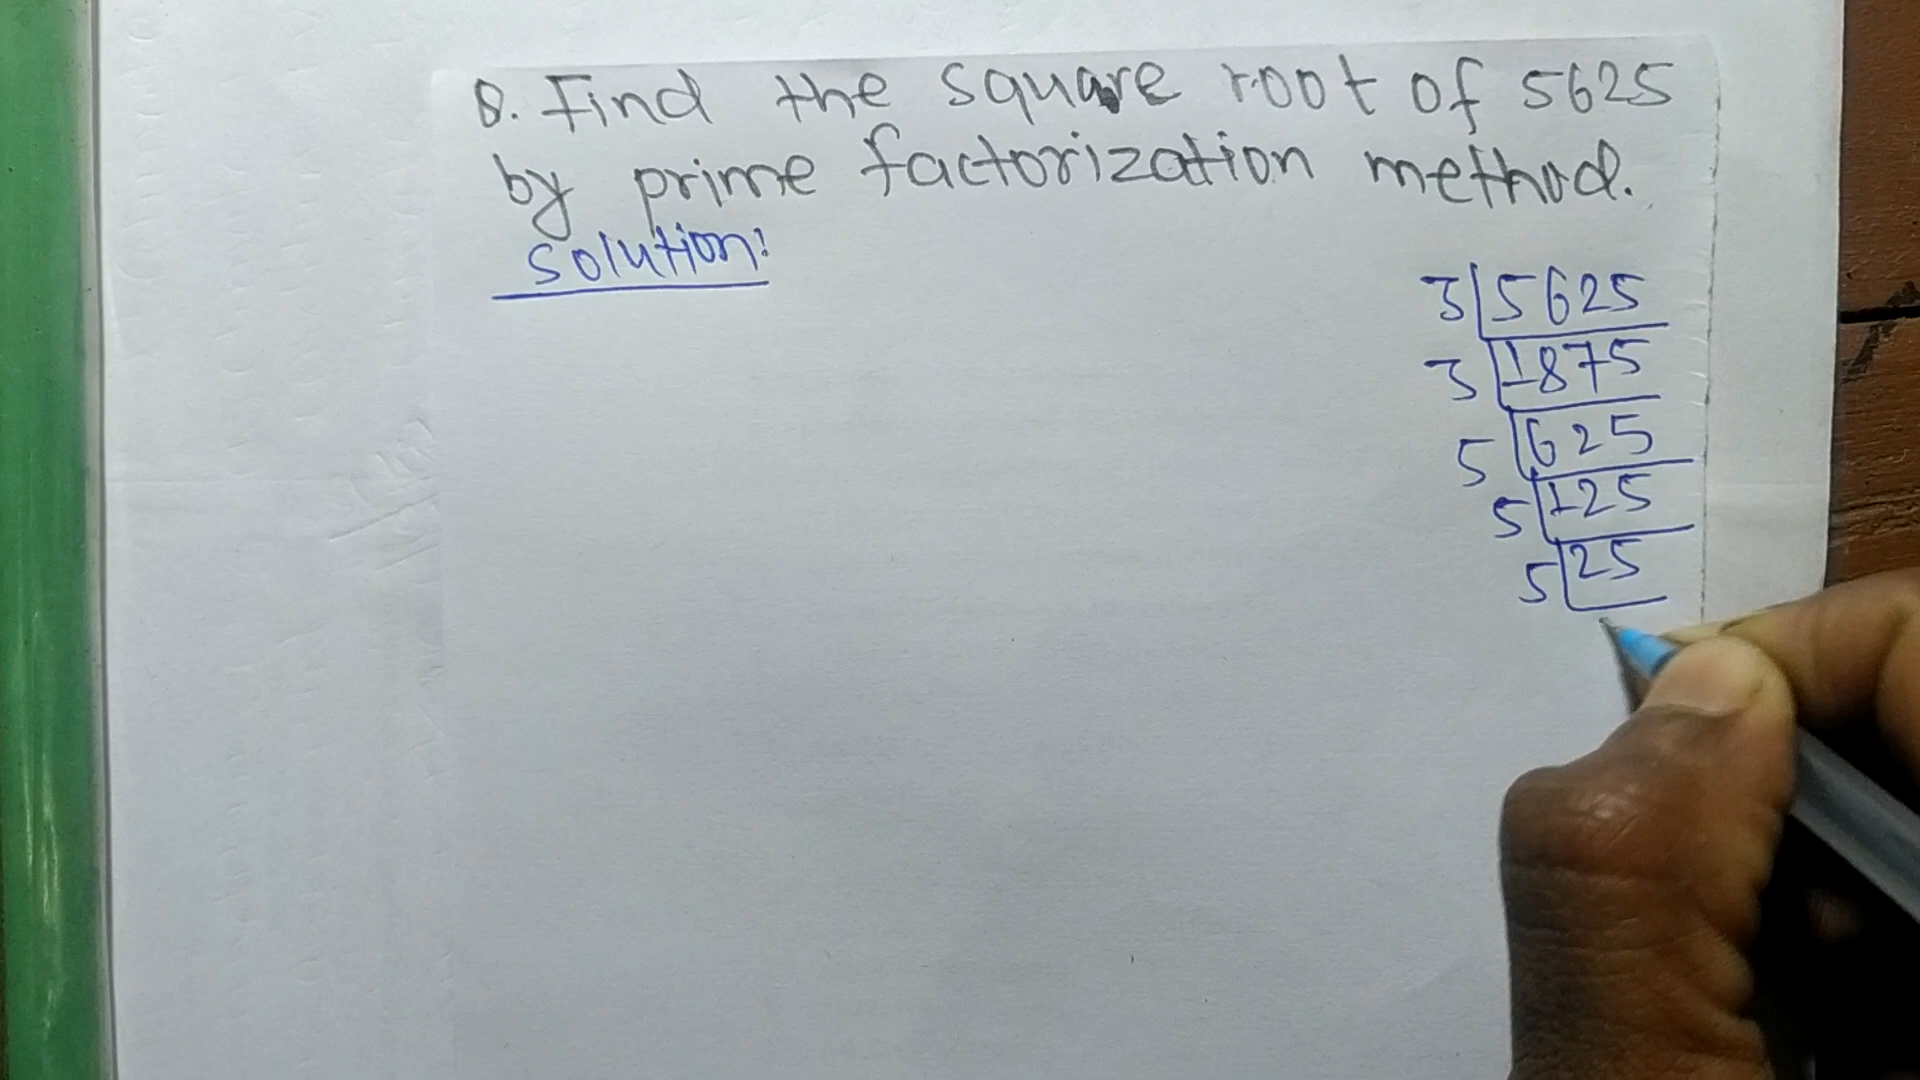 Q. Find the square root of 5625
by prime factorization method.
Solution:
3 5625
3 1875
5 625
5 125
5 25